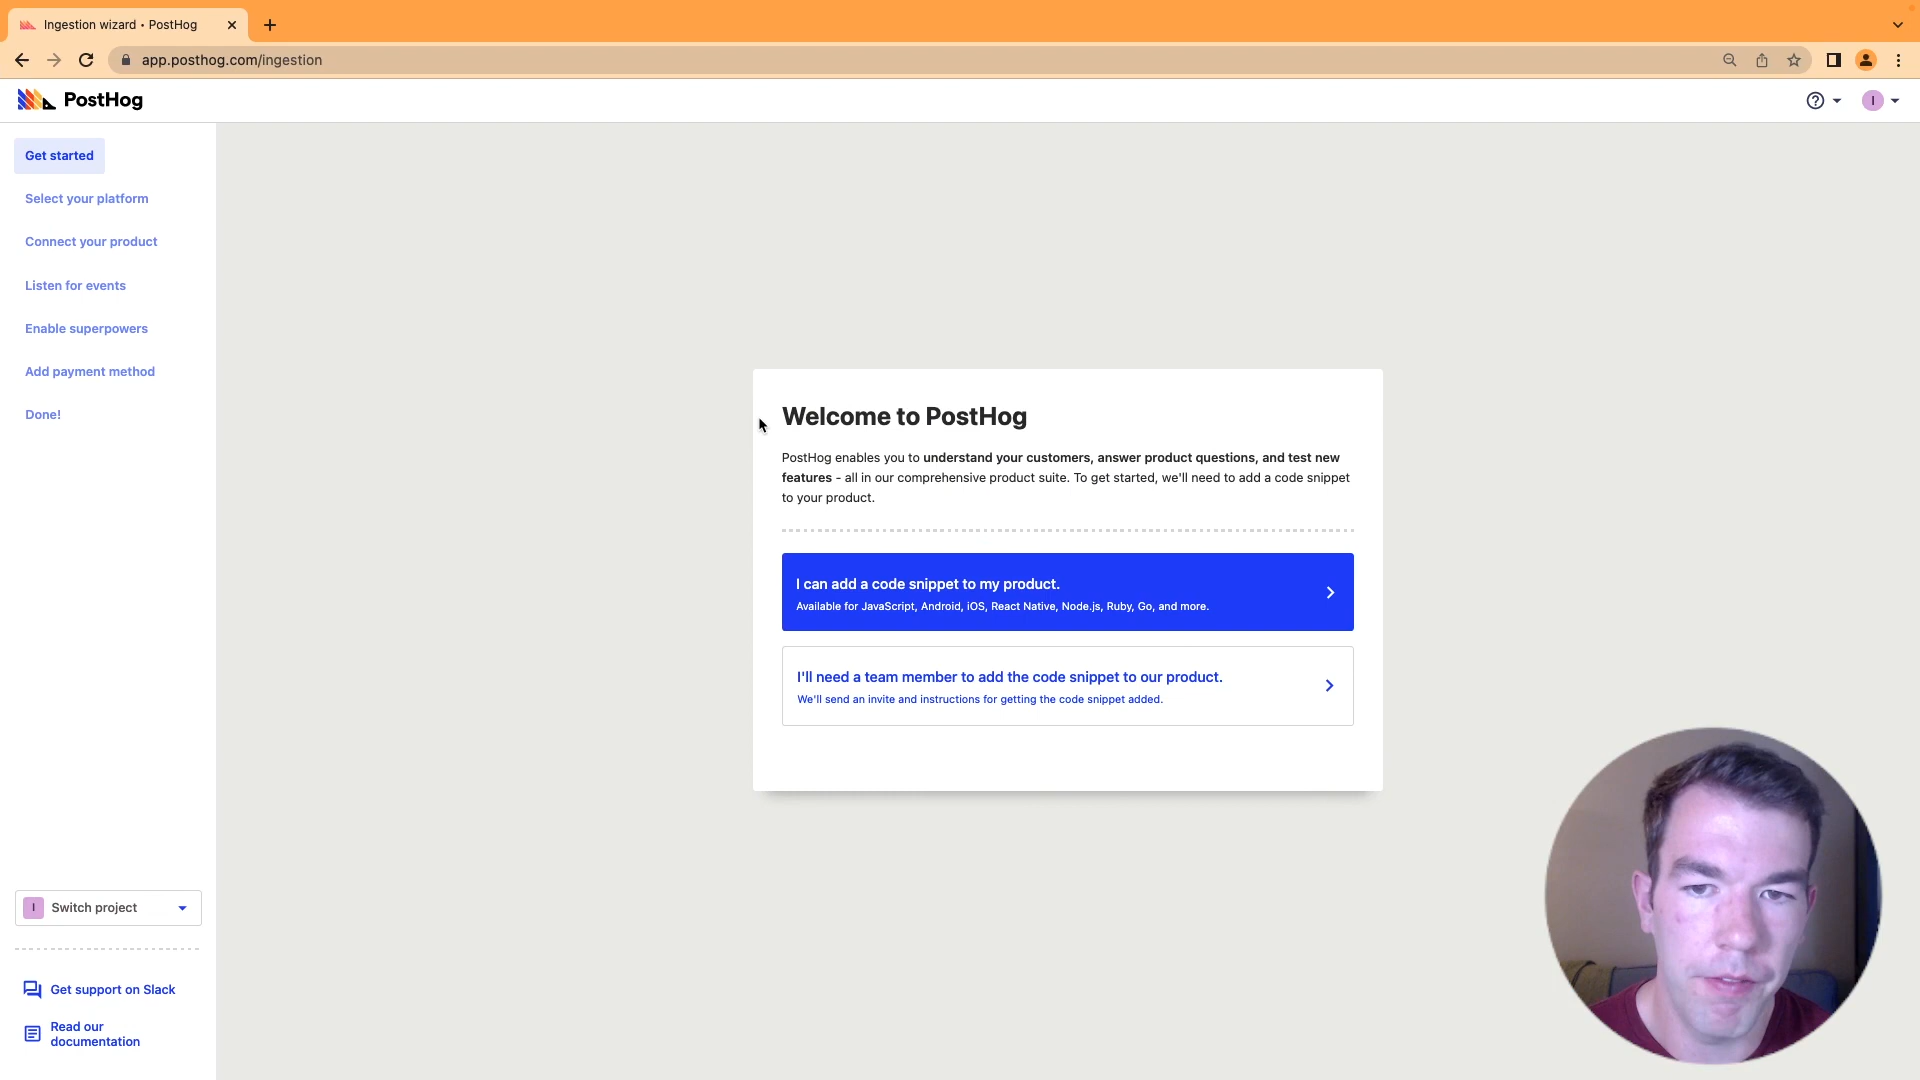 Ingestion wizard • PostHog
app.posthog.com/ingestion
PostHog
I
Get started
Select your platform
Connect your product
Listen for events
Enable superpowers
Add payment method
Done!
Welcome to PostHog
PostHog enables you to understand your customers, answer product questions, and test new
features - all in our comprehensive product suite. To get started, we'll need to add a code snippet
to your product.
I can add a code snippet to my product.
Available for JavaScript, Android, iOS, React Native, Node.js, Ruby, Go, and more.
I'll need a team member to add the code snippet to our product.
We'll send an invite and instructions for getting the code snippet added.
I Switch project
Get support on Slack
Read our
documentation